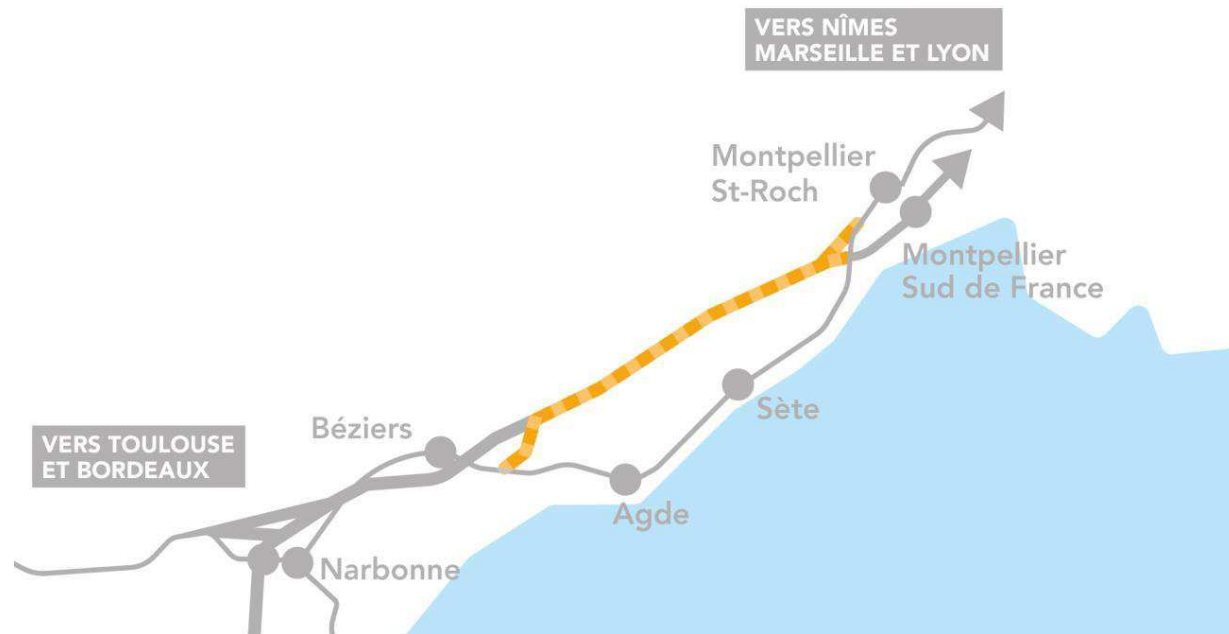 VERS NÎMES
MARSEILLE ET LYON
Montpellier
St-Roch
Montpellier
Sud de France
Sète
Béziers
VERS TOULOUSE
ET BORDEAUX
Agde
Narbonne